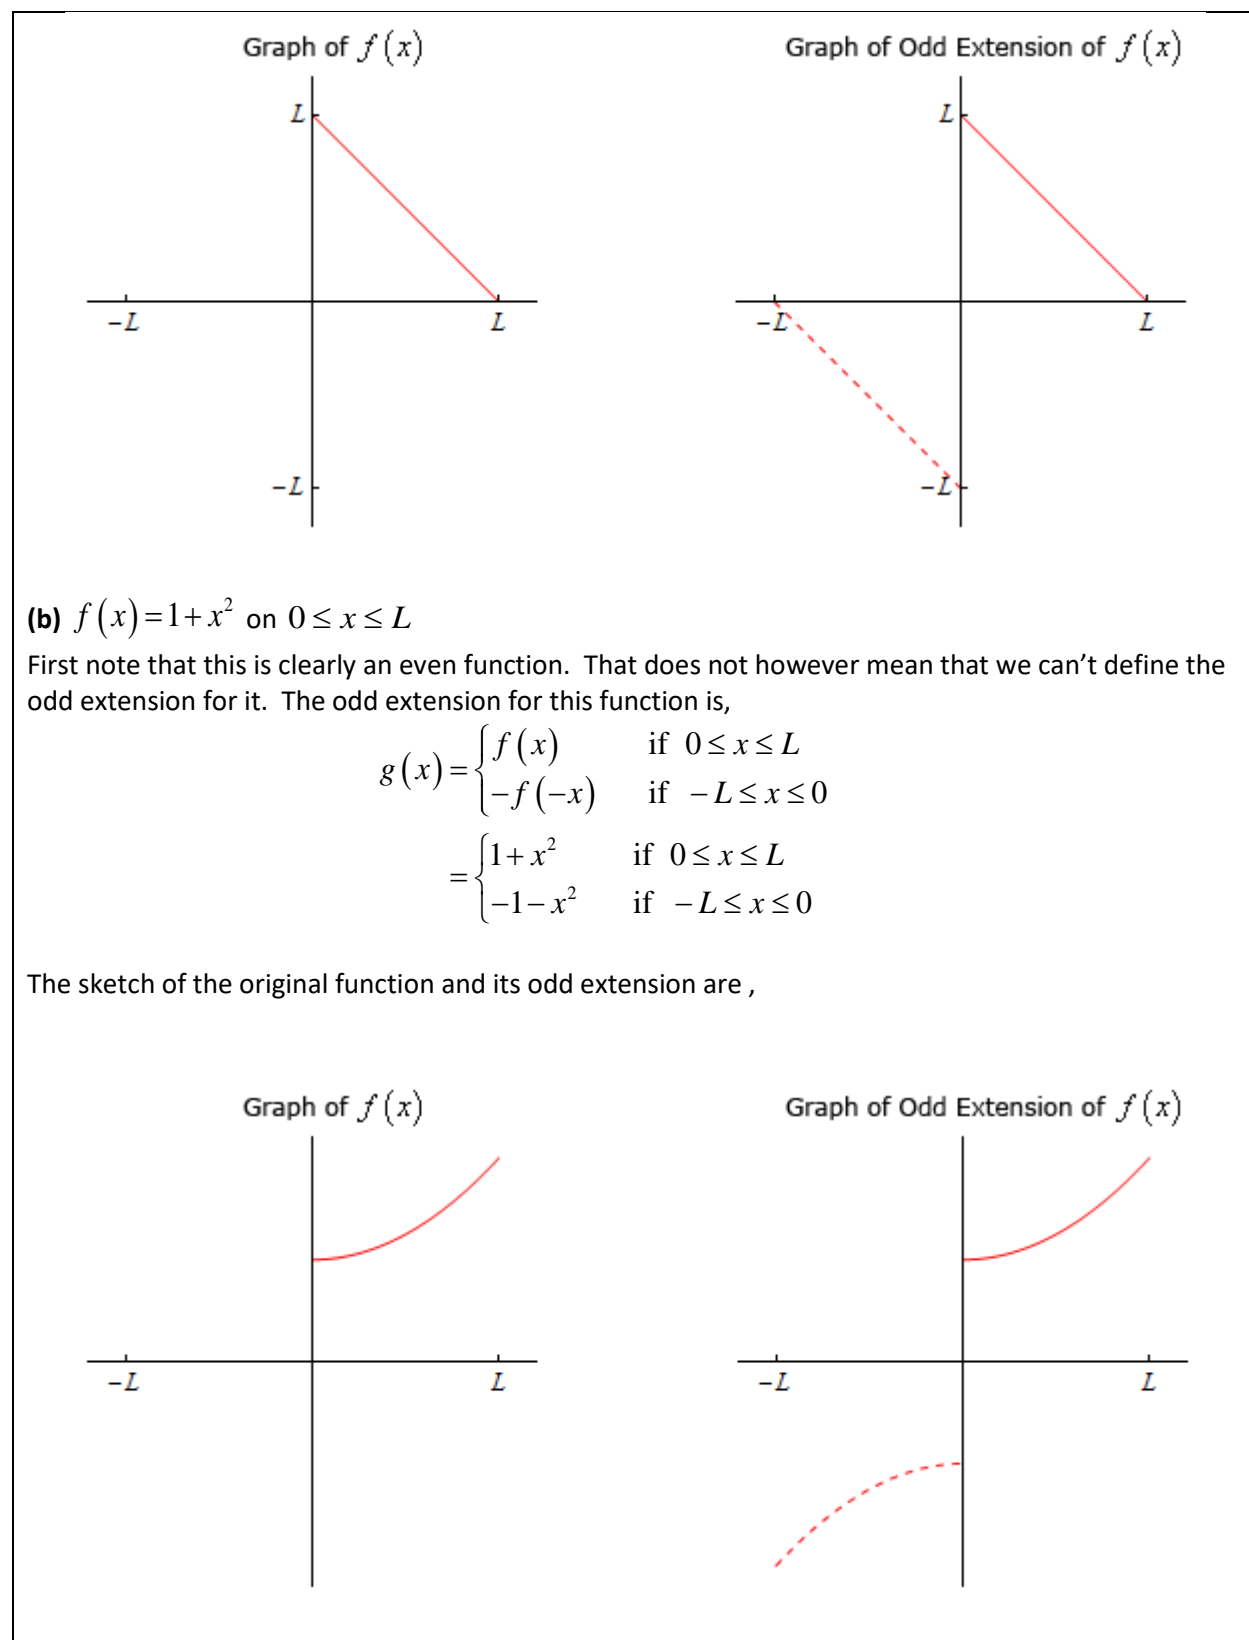 Graph of f(x) Graph of Odd Extension of f(x)
L L
−L L −L L
−L −L
(b) f(x)=1+x² on 0≤x≤L
First note that this is clearly an even function. That does not however mean that we can’t define the
odd extension for it. The odd extension for this function is,
g(x)={f(x) if 0≤x≤L
−f(−x) if −L≤x≤0
={1+x² if 0≤x≤L
−1−x² if −L≤x≤0
The sketch of the original function and its odd extension are ,
Graph of f(x) Graph of Odd Extension of f(x)
−L L −L L